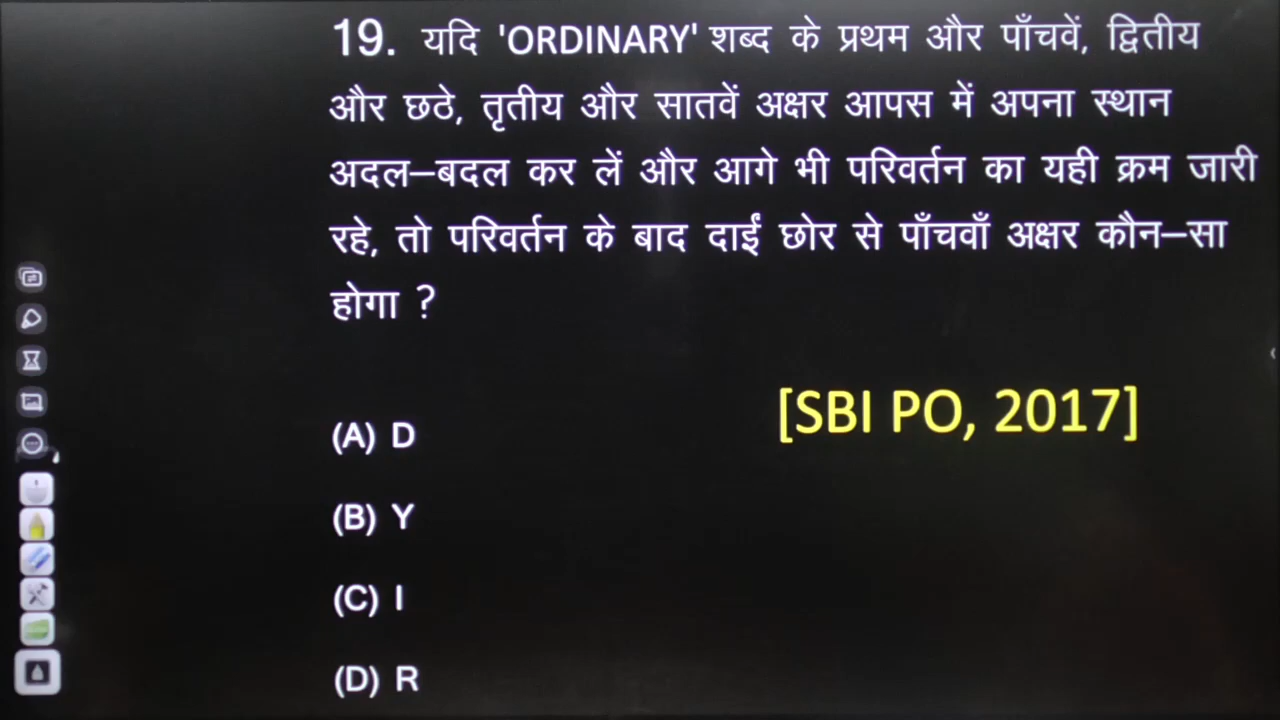 19. यदि 'ORDINARY' शब्द के प्रथम और पाँचवें, द्वितीय
और छठे, तृतीय और सातवें अक्षर आपस में अपना स्थान
अदल–बदल कर लें और आगे भी परिवर्तन का यही क्रम जारी
रहे, तो परिवर्तन के बाद दाईं छोर से पाँचवाँ अक्षर कौन–सा
होगा ?
[SBI PO, 2017]
(A) D
(B) Y
(C) I
(D) R